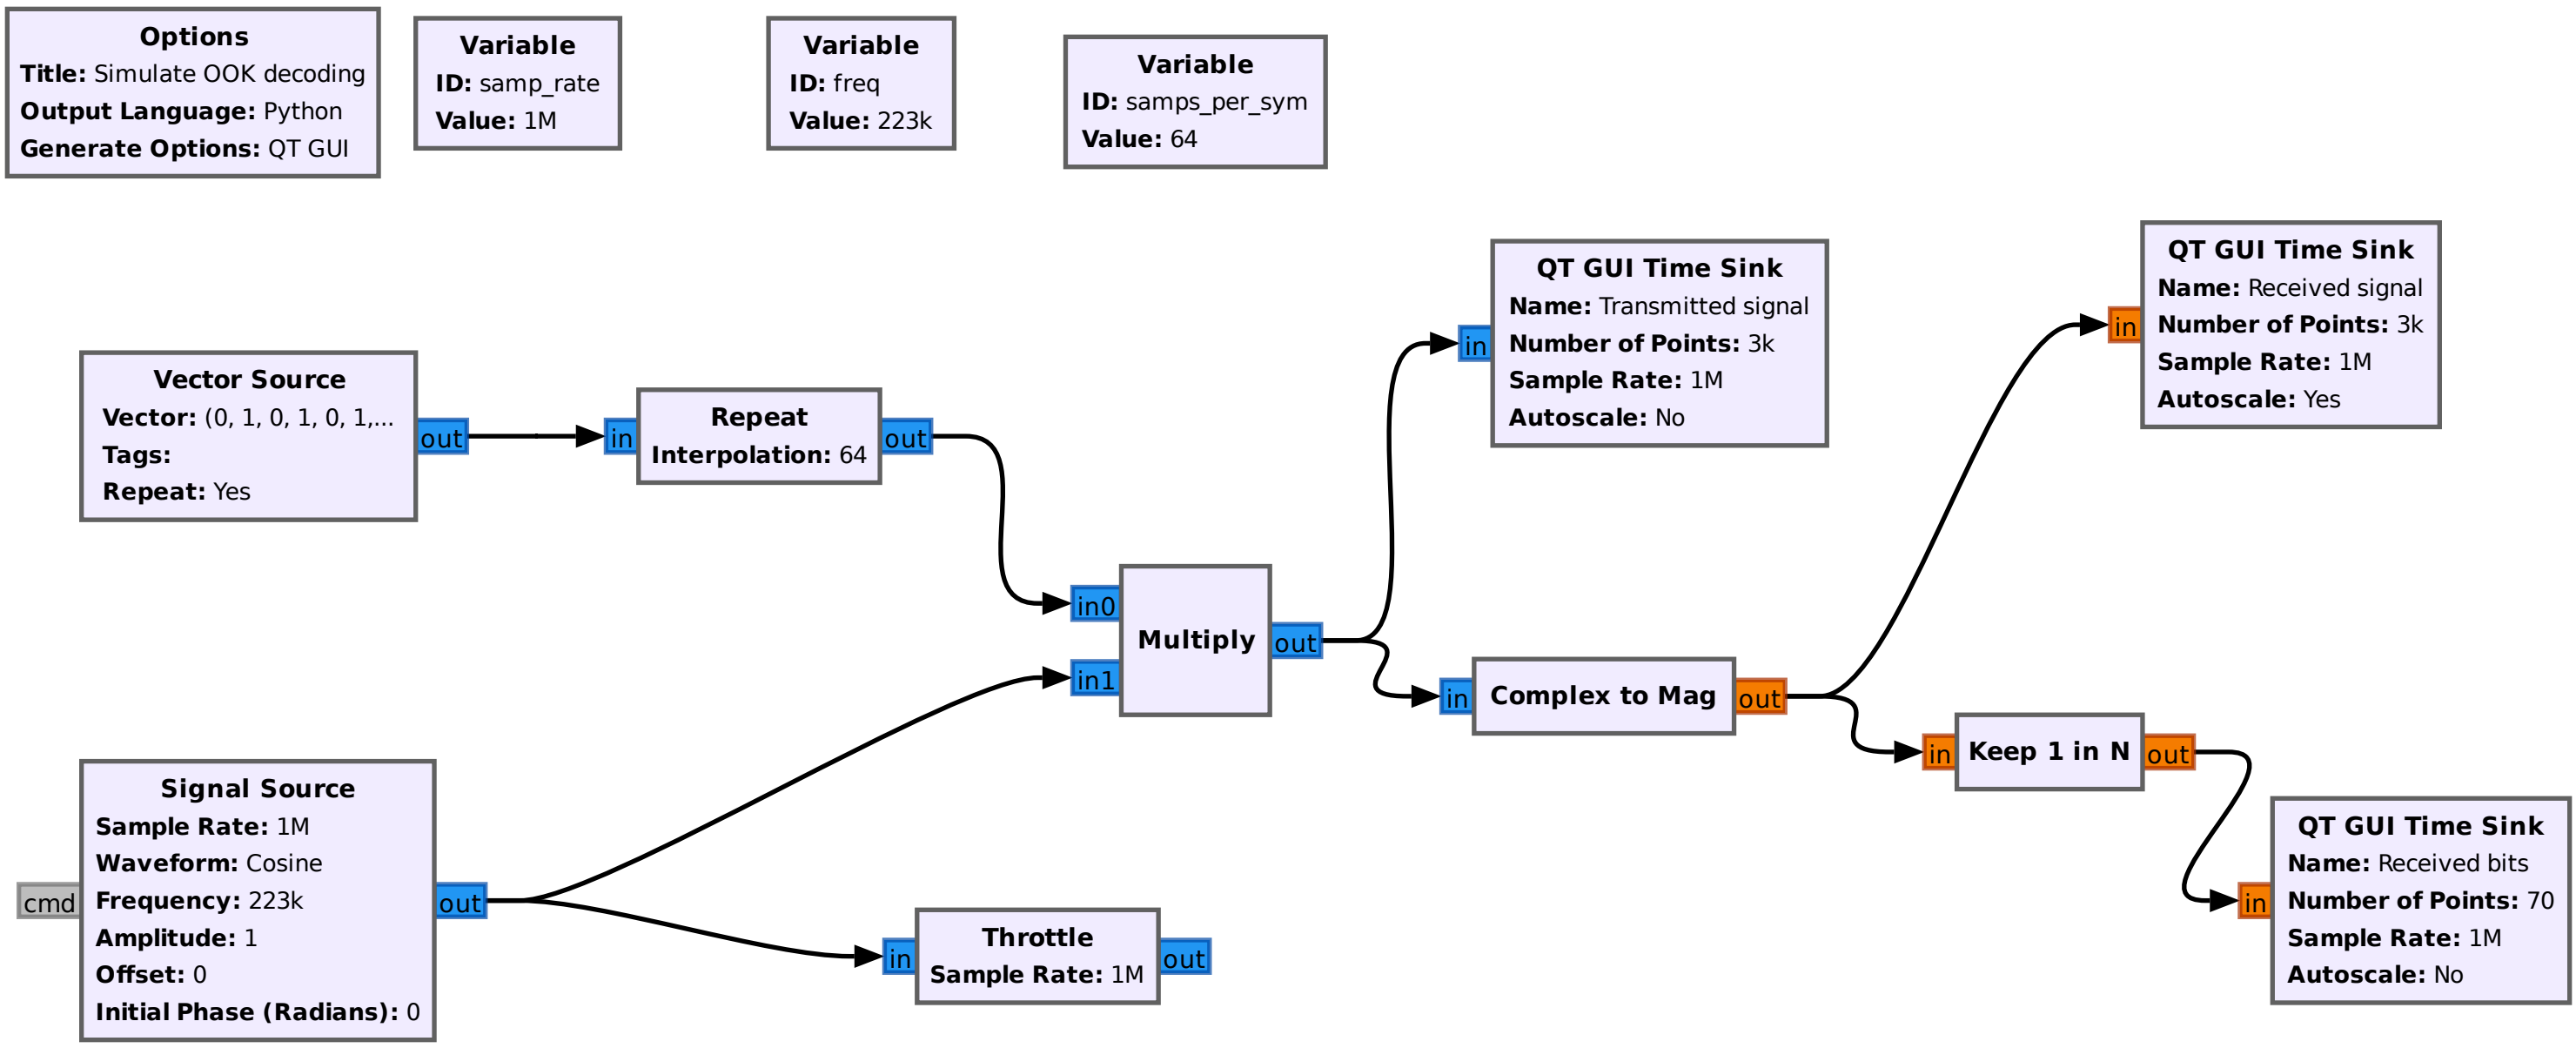 Options
Title: Simulate OOK decoding
Output Language: Python
Generate Options: QT GUI
Variable
ID: samp_rate
Value: 1M
Variable
ID: freq
Value: 223k
Variable
ID: samps_per_sym
Value: 64
Vector Source
Vector: (0, 1, 0, 1, 0, 1,...
Tags:
Repeat: Yes
out
in
Repeat
Interpolation: 64
out
in0
in1
Multiply
out
in
QT GUI Time Sink
Name: Transmitted signal
Number of Points: 3k
Sample Rate: 1M
Autoscale: No
in
QT GUI Time Sink
Name: Received signal
Number of Points: 3k
Sample Rate: 1M
Autoscale: Yes
in
Complex to Mag
out
in
Keep 1 in N
out
in
QT GUI Time Sink
Name: Received bits
Number of Points: 70
Sample Rate: 1M
Autoscale: No
cmd
Signal Source
Sample Rate: 1M
Waveform: Cosine
Frequency: 223k
Amplitude: 1
Offset: 0
Initial Phase (Radians): 0
out
in
Throttle
Sample Rate: 1M
out